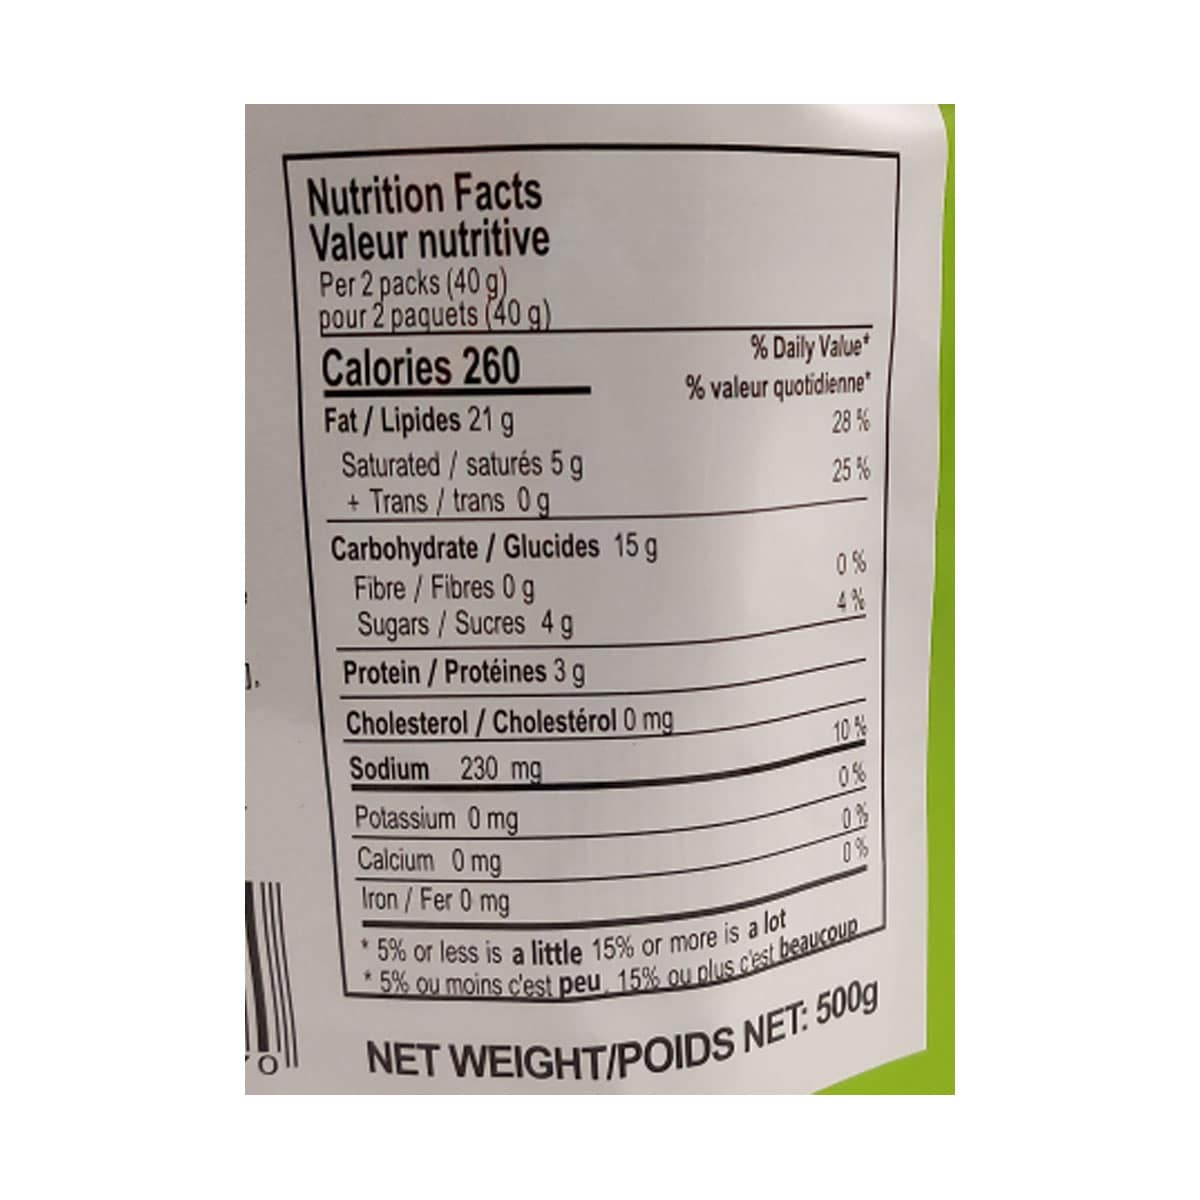 Nutrition Facts
Valeur nutritive
Per 2 packs (40 g)
pour 2 paquets (40 g)
Calories 260
% Daily Value*
% valeur quotidienne*
Fat / Lipides 21 g 28 %
Saturated / saturés 5 g 25 %
+ Trans / trans 0 g
Carbohydrate / Glucides 15 g
Fibre / Fibres 0 g 0 %
Sugars / Sucres 4 g 4 %
Protein / Protéines 3 g
Cholesterol / Cholestérol 0 mg
Sodium 230 mg 10 %
Potassium 0 mg 0 %
Calcium 0 mg 0 %
Iron / Fer 0 mg 0 %
* 5% or less is a little 15% or more is a lot
* 5% ou moins c'est peu, 15% ou plus c'est beaucoup
NET WEIGHT/POIDS NET: 500g